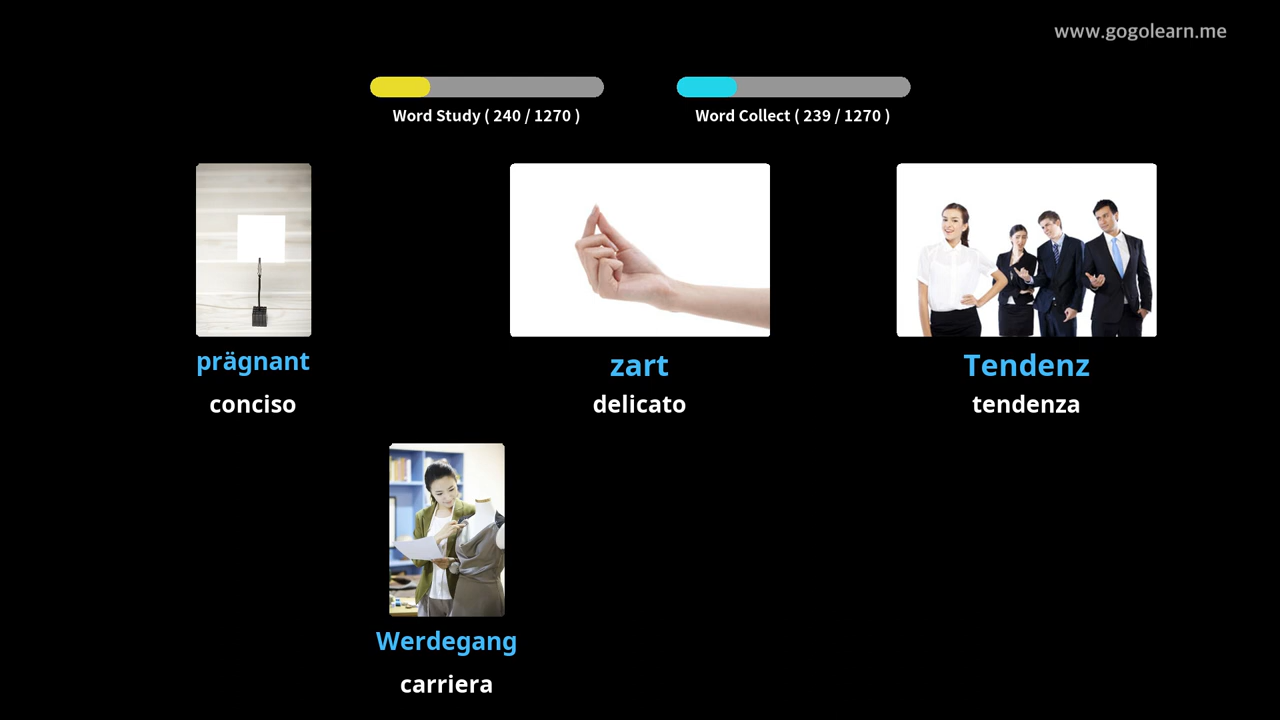 www.gogolearn.me
Word Study ( 240 / 1270 )
Word Collect ( 239 / 1270 )
prägnant
conciso
zart
delicato
Tendenz
tendenza
Werdegang
carriera